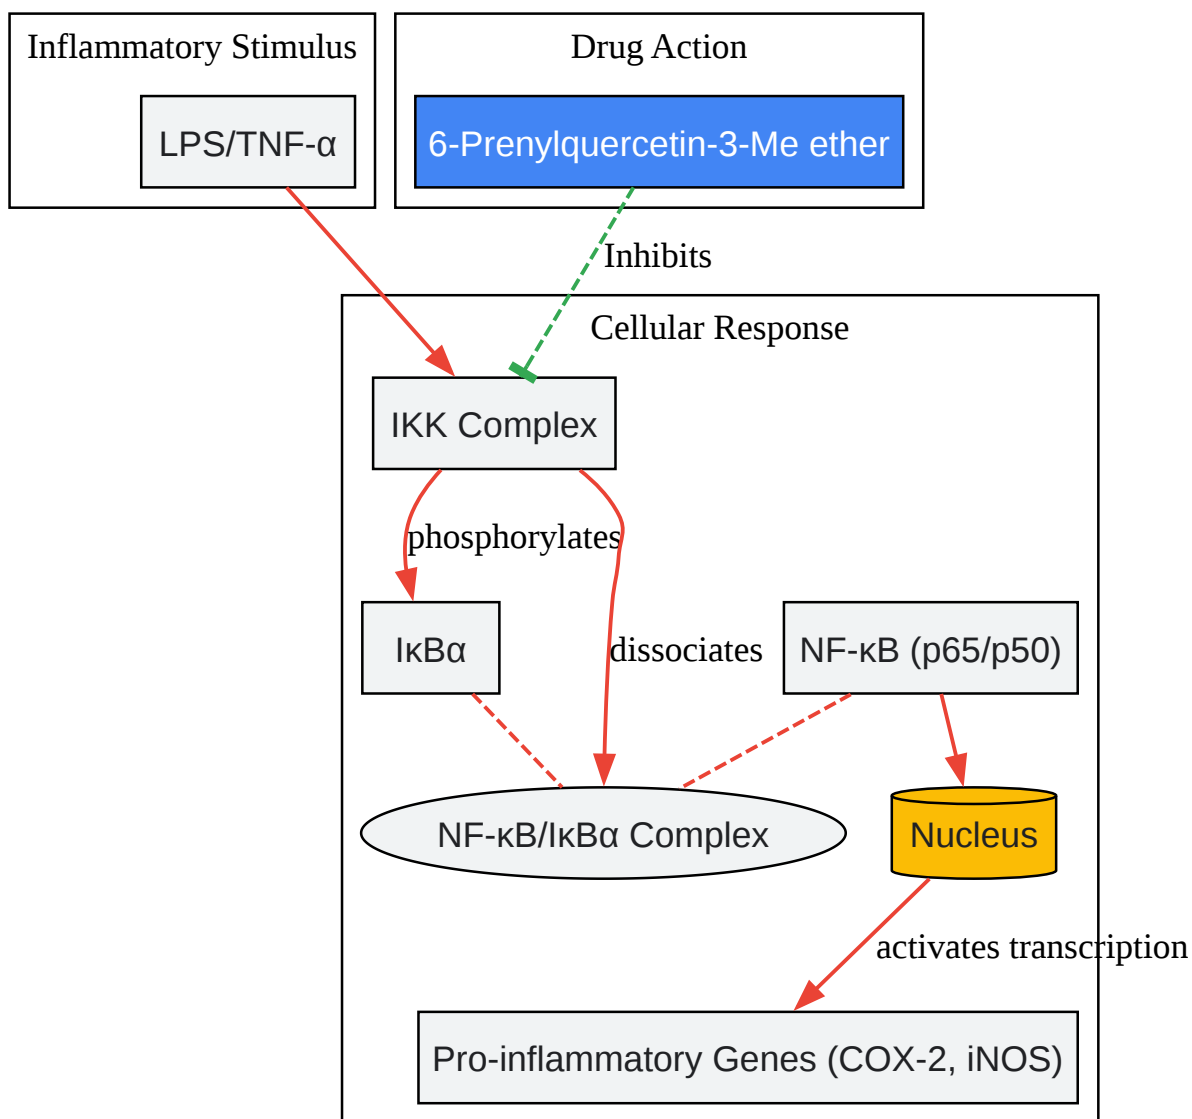 Inflammatory Stimulus
Drug Action
LPS/TNF-α
6-Prenylquercetin-3-Me ether
Inhibits
Cellular Response
IKK Complex
phosphorylates
IκBα
dissociates
NF-κB (p65/p50)
NF-κB/IκBα Complex
Nucleus
activates transcription
Pro-inflammatory Genes (COX-2, iNOS)